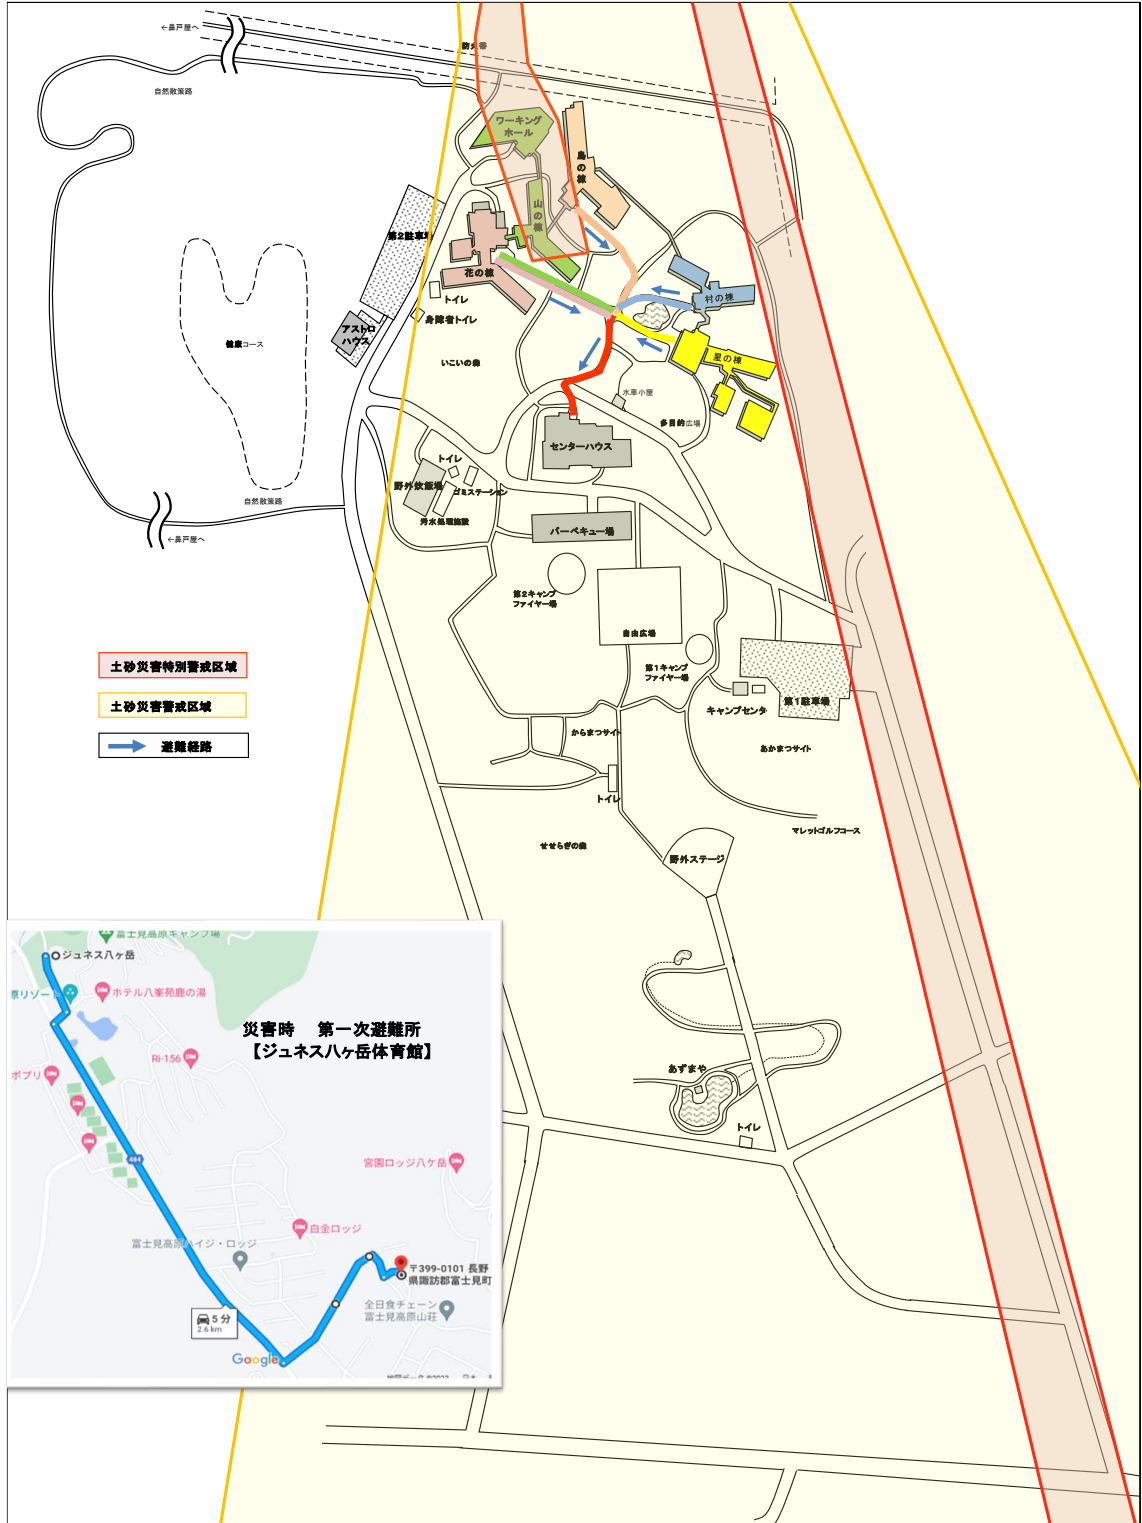 ←鼻戸屋へ
防火帯
自然散策路
ワーキング
ホール
鳥の棟
山の棟
第2駐車場
花の棟
村の棟
トイレ
身障者トイレ
アストロ
ハウス
健康コース
いこいの森
星の棟
水車小屋
多目的広場
センターハウス
トイレ
野外炊飯場
ゴミステーション
自然散策路
汚水処理施設
バーベキュー場
←鼻戸屋へ
第2キャンプ
ファイヤー場
自由広場
土砂災害特別警戒区域
第1キャンプ
ファイヤー場
第1駐車場
土砂災害警戒区域
キャンプセンタ
避難経路
からまつサイト
あかまつサイト
トイレ
マレットゴルフコース
せせらぎの森
野外ステージ
富士見高原キャンプ場
ジュネス八ヶ岳
原リゾート
ホテル八峯苑鹿の湯
災害時 第一次避難所
【ジュネス八ヶ岳体育館】
Ri-156
ポプリ
あずまや
トイレ
484
宮園ロッジ八ケ岳
白金ロッジ
富士見高原ハイジ・ロッジ
〒399-0101 長野
県諏訪郡富士見町
5 分
2.6 km
全日食チェーン
富士見高原山荘
Google